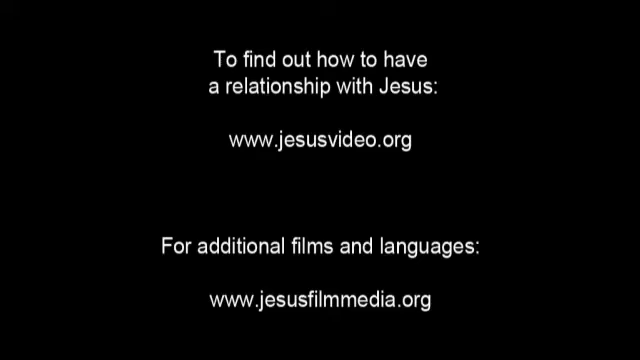 To find out how to have
a relationship with Jesus:
www.jesusvideo.org
For additional films and languages:
www.jesusfilmmedia.org